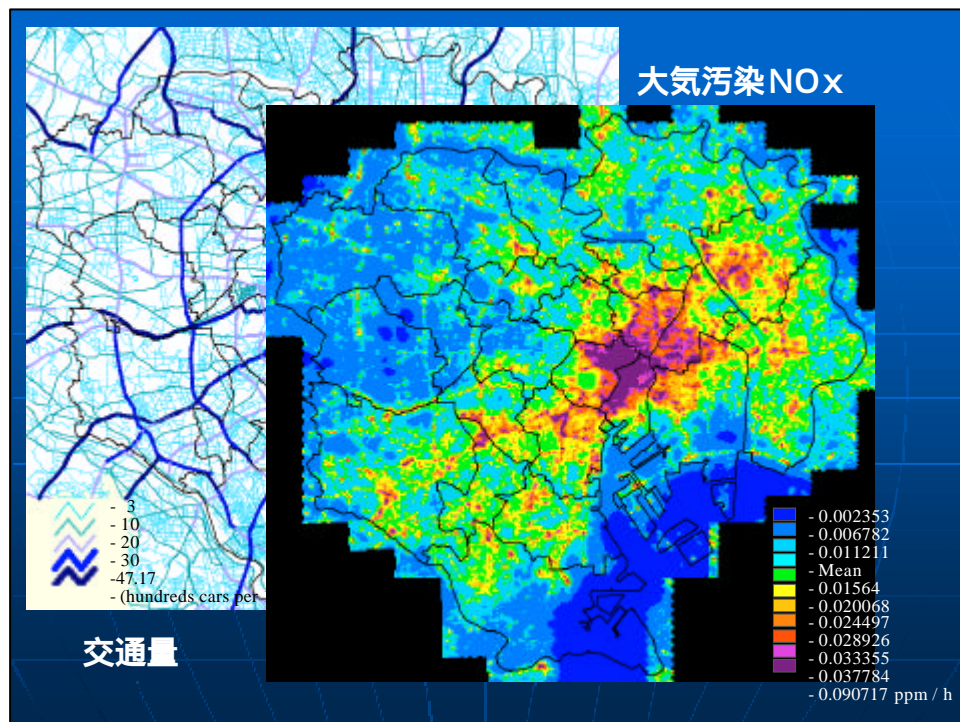 大気汚染NOx
- 3
- 10
- 20
- 30
-47.17
- (hundreds cars per
交通量
- 0.002353
- 0.006782
- 0.011211
- Mean
- 0.01564
- 0.020068
- 0.024497
- 0.028926
- 0.033355
- 0.037784
- 0.090717 ppm / h